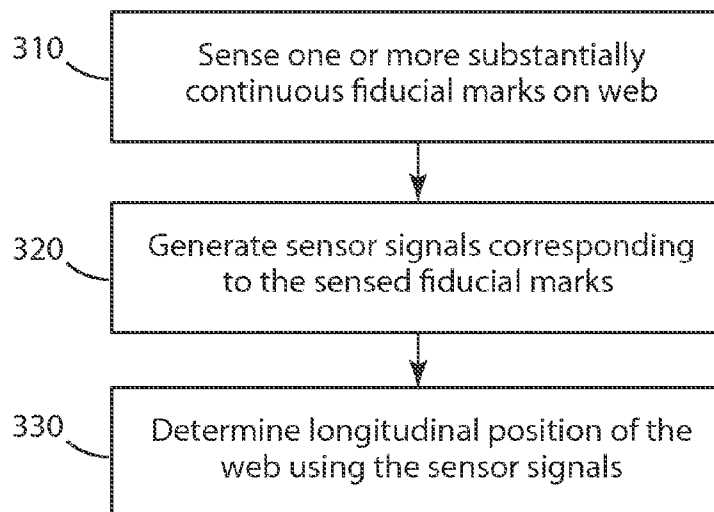 310
Sense one or more substantially
continuous fiducial marks on web
320
Generate sensor signals corresponding
to the sensed fiducial marks
330
Determine longitudinal position of the
web using the sensor signals